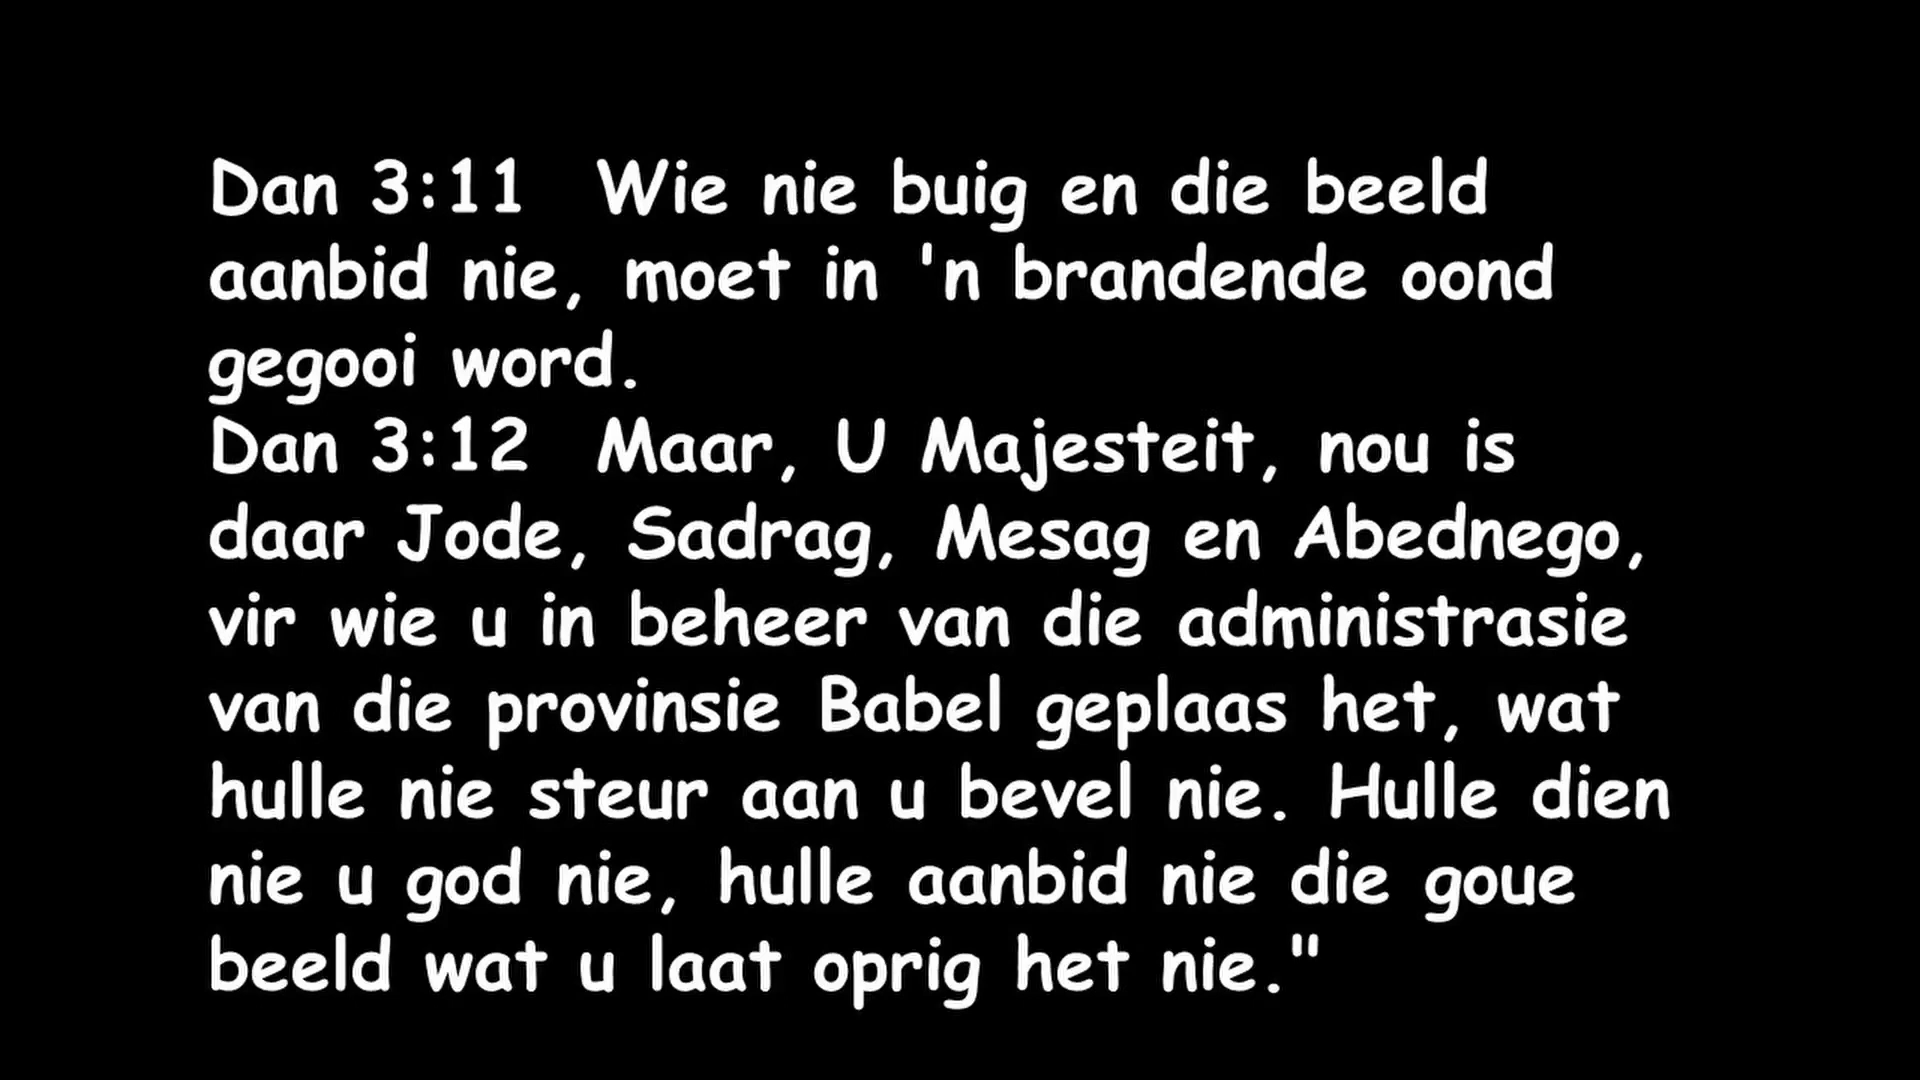 Dan 3:11  Wie nie buig en die beeld
aanbid nie, moet in 'n brandende oond
gegooi word.
Dan 3:12  Maar, U Majesteit, nou is
daar Jode, Sadrag, Mesag en Abednego,
vir wie u in beheer van die administrasie
van die provinsie Babel geplaas het, wat
hulle nie steur aan u bevel nie. Hulle dien
nie u god nie, hulle aanbid nie die goue
beeld wat u laat oprig het nie."